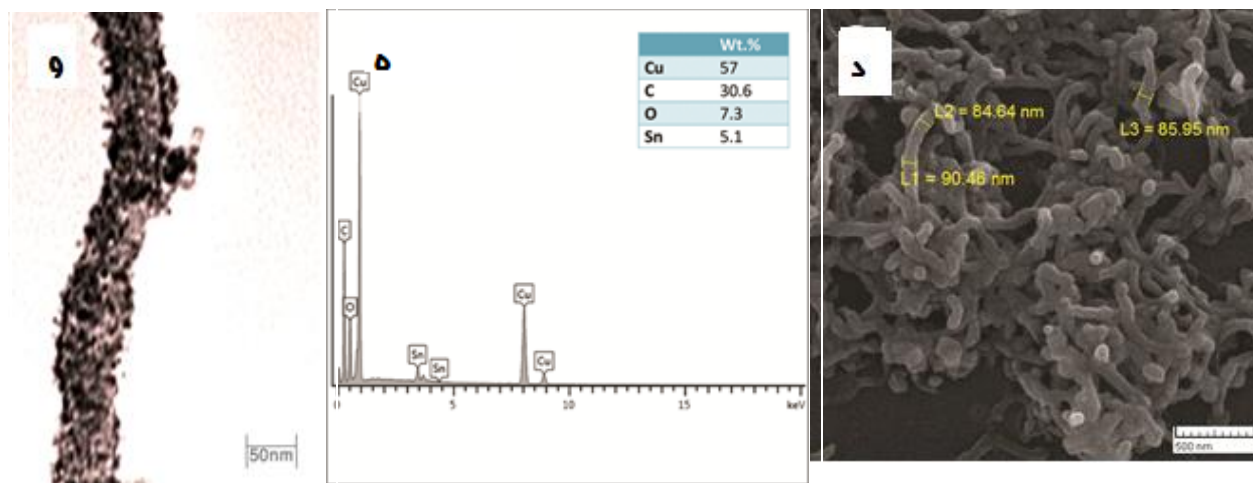 و
50nm
ه
Wt.%
Cu 57
C 30.6
O 7.3
Sn 5.1
Cu
C
O
Sn
Sn
Cu
Cu
5 10 15 keV
د
L2 = 84.64 nm
L3 = 85.95 nm
L1 = 90.46 nm
500 nm